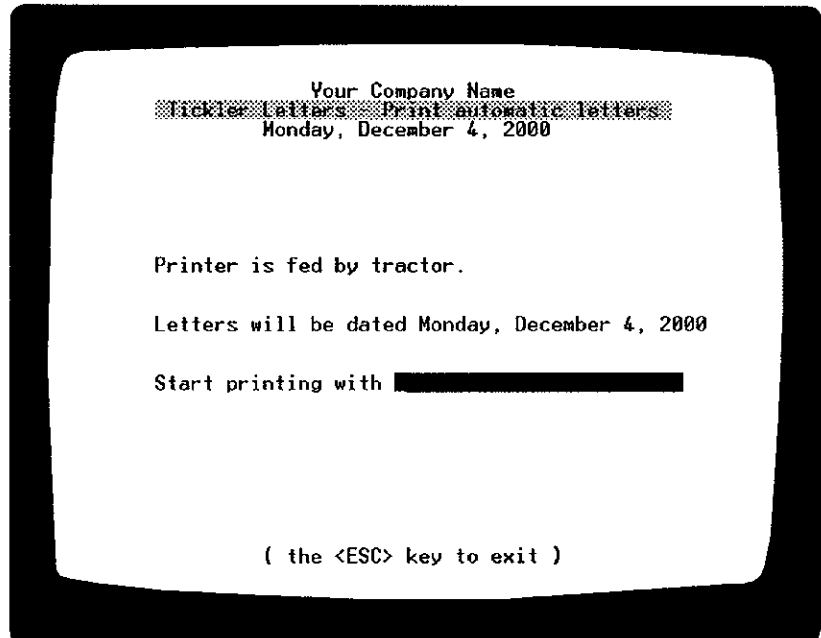 Your Company Name
Tickler Letters Print automatic letters
Monday, December 4, 2000
Printer is fed by tractor.
Letters will be dated Monday, December 4, 2000
Start printing with
( the <ESC> key to exit )